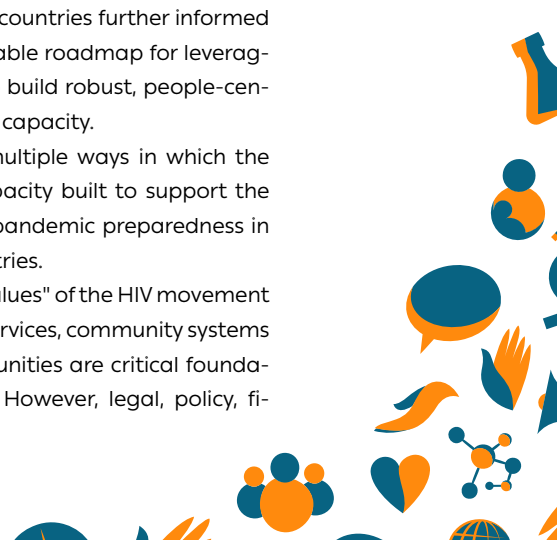 countries further informed
able roadmap for leverag-
build robust, people-cen-
capacity.
multiple ways in which the
pacity built to support the
pandemic preparedness in
tries.
alues" of the HIV movement
rvices, community systems
unities are critical founda-
However, legal, policy, fi-